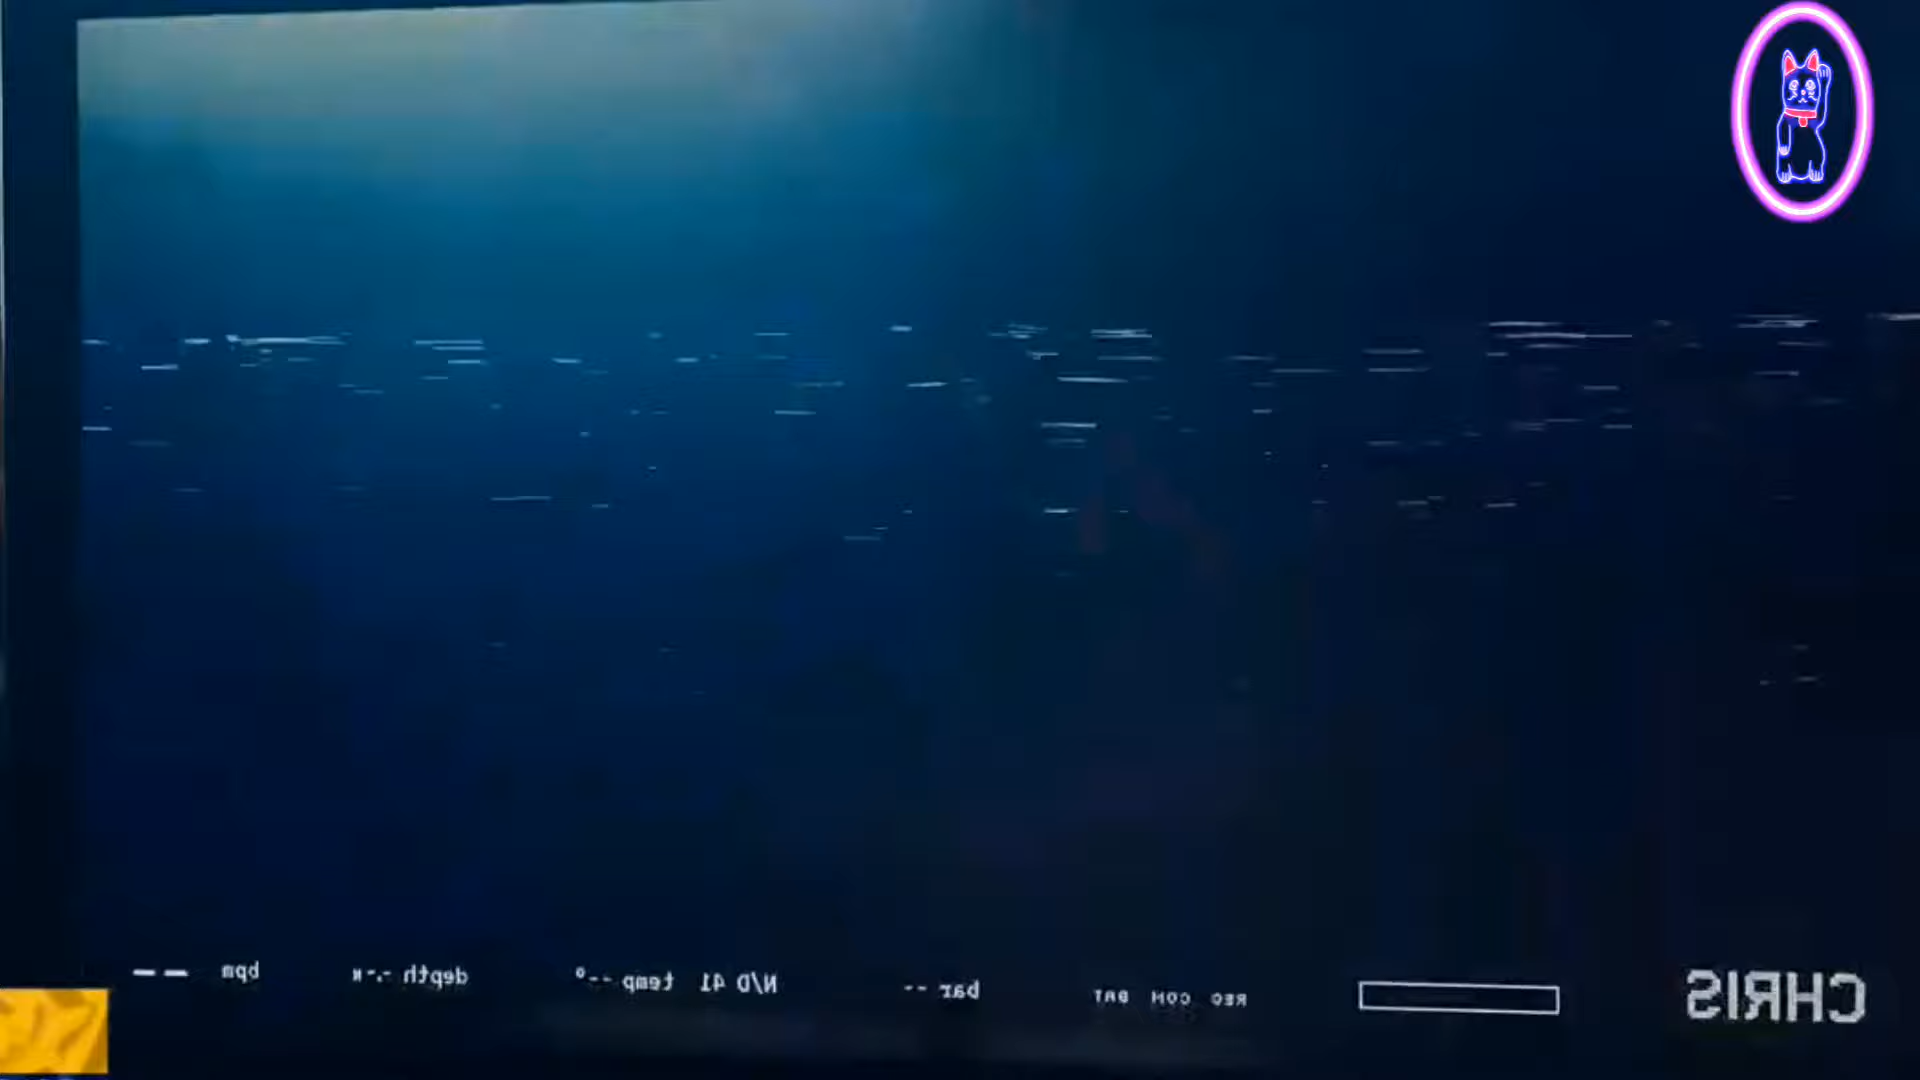 CHRIS
REC COM BAT
bar --
N/D 41 temp --°
depth -.-м
bpm — —